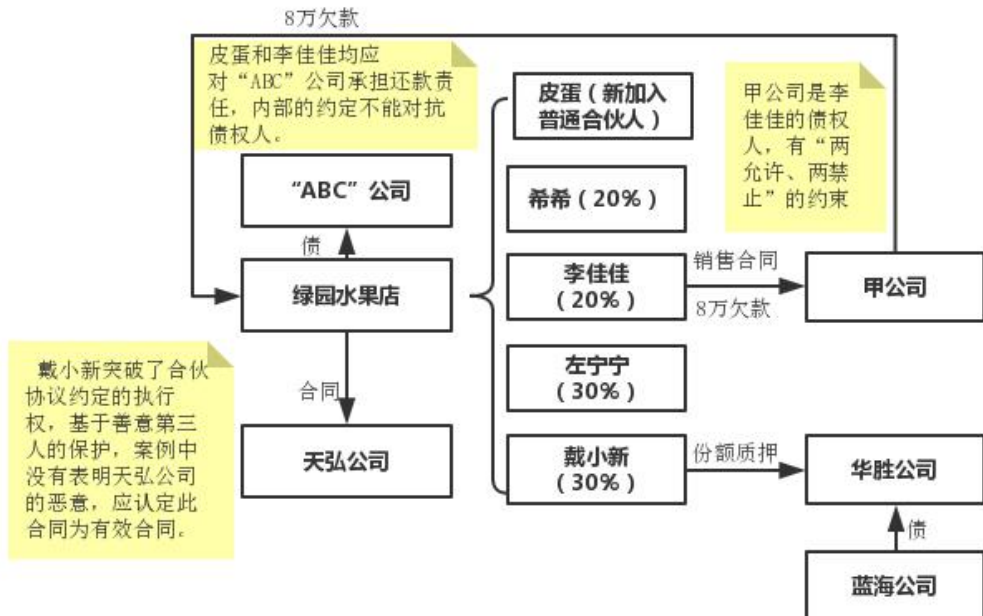 8万欠款
皮蛋和李佳佳均应
对“ABC”公司承担还款责
任，内部的约定不能对抗
债权人。
皮蛋（新加入
普通合伙人）
甲公司是李
佳佳的债权
人，有“两
允许、两禁
止”的约束
“ABC”公司
希希（20%）
债
销售合同
绿园水果店
李佳佳
（20%）
甲公司
8万欠款
戴小新突破了合伙
协议约定的执行
权，基于善意第三
人的保护，案例中
没有表明天弘公司
的恶意，应认定此
合同为有效合同。
合同
左宁宁
（30%）
天弘公司
戴小新
（30%）
份额质押
华胜公司
债
蓝海公司